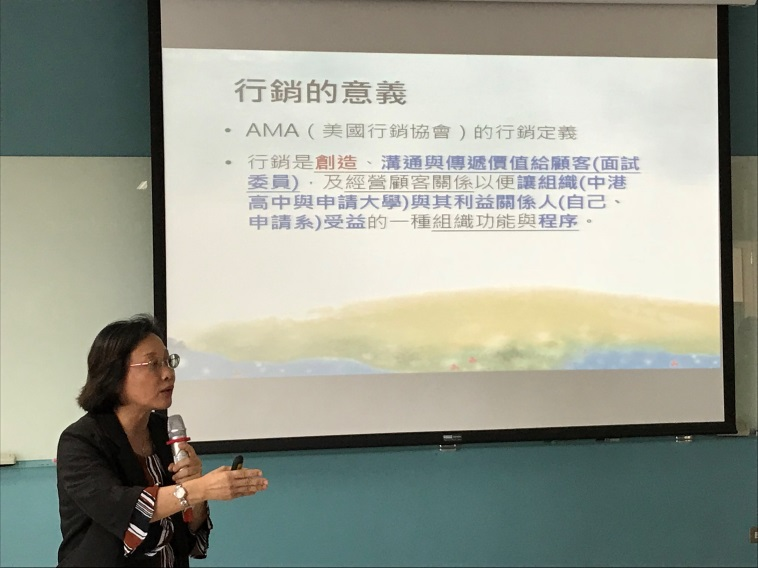 行銷的意義
• AMA（美國行銷協會）的行銷定義
• 行銷是創造、溝通與傳遞價值給顧客(面試
委員)，及經營顧客關係以便讓組織(中港
高中與申請大學)與其利益關係人(自己、
申請系)受益的一種組織功能與程序。